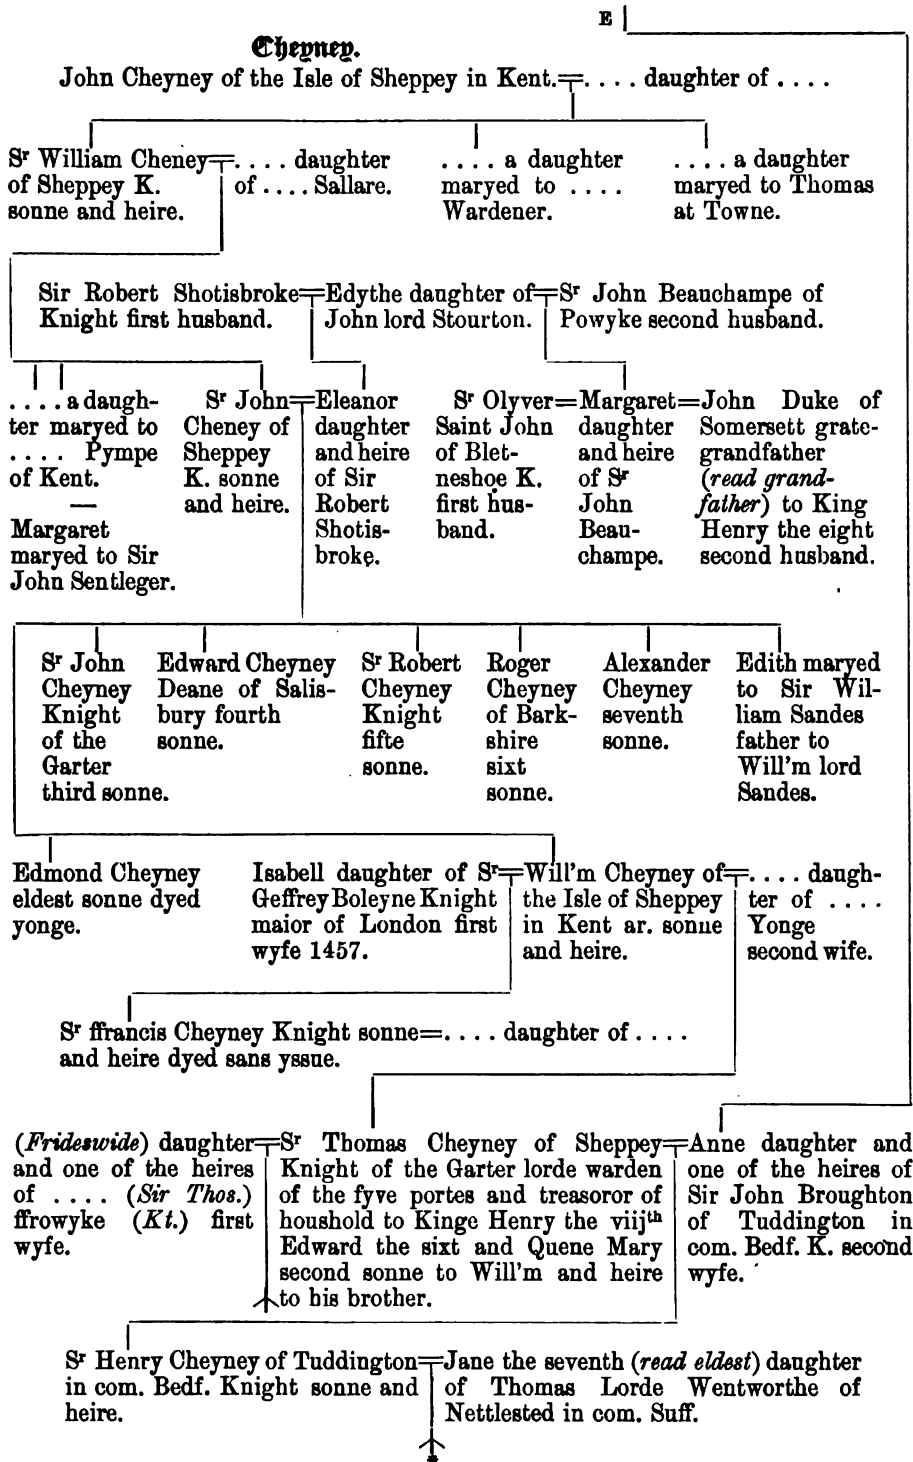 E
Cheyney.
John Cheyney of the Isle of Sheppey in Kent.=. . . . daughter of . . . .
Sʳ William Cheney=. . . . daughter
of Sheppey K. of . . . . Sallare.
sonne and heire.
. . . . a daughter
maryed to . . . .
Wardener.
. . . . a daughter
maryed to Thomas
at Towne.
Sir Robert Shotisbroke=Edythe daughter of=Sʳ John Beauchampe of
Knight first husband. John lord Stourton. Powyke second husband.
. . . . a daugh-
ter maryed to
. . . . Pympe
of Kent.
—
Margaret
maryed to Sir
John Sentleger.
Sʳ John=
Cheney of
Sheppey
K. sonne
and heire.
Eleanor
daughter
and heire
of Sir
Robert
Shotis-
broke.
Sʳ Olyver=
Saint John
of Blet-
neshoe K.
first hus-
band.
Margaret=
daughter
and heire
of Sʳ
John
Beau-
champe.
John Duke of
Somersett grate-
grandfather
(read grand-
father) to King
Henry the eight
second husband.
Sʳ John
Cheyney
Knight
of the
Garter
third sonne.
Edward Cheyney
Deane of Salis-
bury fourth
sonne.
Sʳ Robert
Cheyney
Knight
fifte
sonne.
Roger
Cheyney
of Bark-
shire
sixt
sonne.
Alexander
Cheyney
seventh
sonne.
Edith maryed
to Sir Wil-
liam Sandes
father to
Will'm lord
Sandes.
Edmond Cheyney
eldest sonne dyed
yonge.
Isabell daughter of Sʳ=
Geffrey Boleyne Knight
maior of London first
wyfe 1457.
Will'm Cheyney of=
the Isle of Sheppey
in Kent ar. sonne
and heire.
. . . . daugh-
ter of . . . .
Yonge
second wife.
Sʳ ffrancis Cheyney Knight sonne=. . . . daughter of . . . .
and heire dyed sans yssue.
(Frideswide) daughter=
and one of the heires
of . . . . (Sir Thos.)
ffrowyke (Kt.) first
wyfe.
Sʳ Thomas Cheyney of Sheppey=
Knight of the Garter lorde warden
of the fyve portes and treasoror of
houshold to Kinge Henry the viijᵗʰ
Edward the sixt and Quene Mary
second sonne to Will'm and heire
to his brother.
Anne daughter and
one of the heires of
Sir John Broughton
of Tuddington in
com. Bedf. K. second
wyfe.
Sʳ Henry Cheyney of Tuddington=
in com. Bedf. Knight sonne and
heire.
Jane the seventh (read eldest) daughter
of Thomas Lorde Wentworthe of
Nettlested in com. Suff.